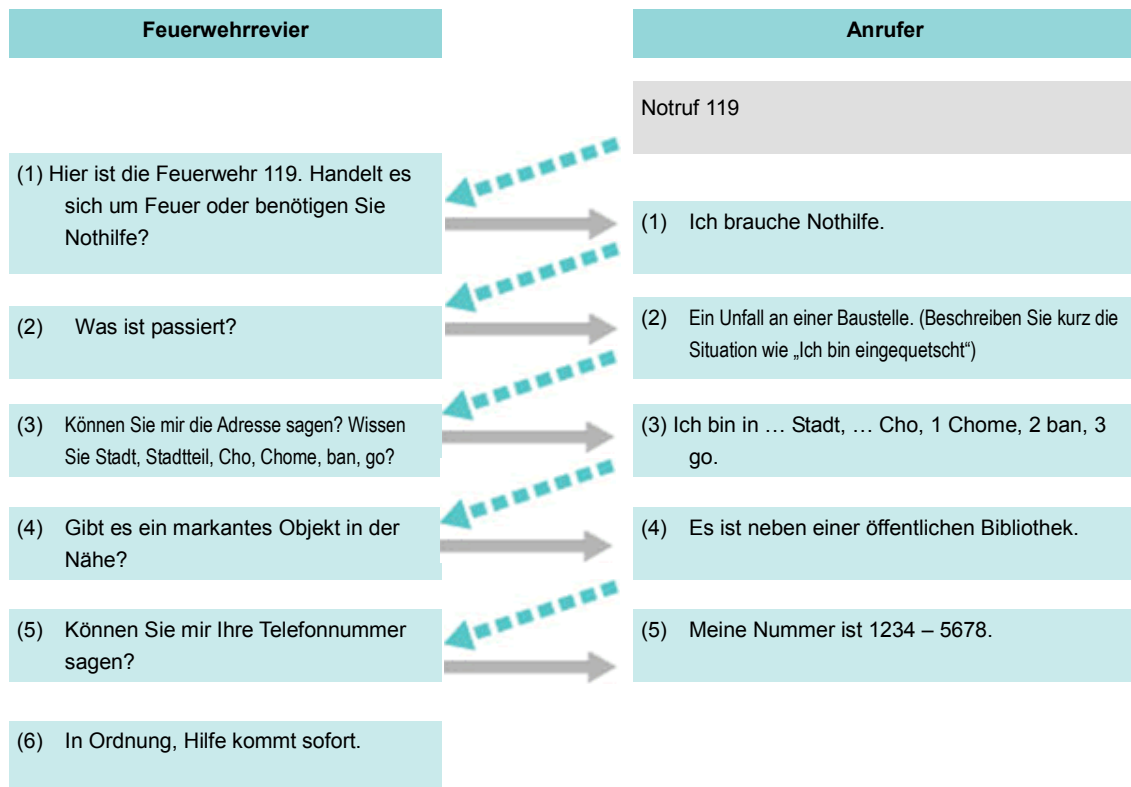 Feuerwehrrevier
Anrufer
Notruf 119
(1) Hier ist die Feuerwehr 119. Handelt es
sich um Feuer oder benötigen Sie
Nothilfe?
(1) Ich brauche Nothilfe.
(2) Was ist passiert?
(2) Ein Unfall an einer Baustelle. (Beschreiben Sie kurz die
Situation wie „Ich bin eingequetscht“)
(3) Können Sie mir die Adresse sagen? Wissen
Sie Stadt, Stadtteil, Cho, Chome, ban, go?
(3) Ich bin in … Stadt, … Cho, 1 Chome, 2 ban, 3
go.
(4) Gibt es ein markantes Objekt in der
Nähe?
(4) Es ist neben einer öffentlichen Bibliothek.
(5) Können Sie mir Ihre Telefonnummer
sagen?
(5) Meine Nummer ist 1234 – 5678.
(6) In Ordnung, Hilfe kommt sofort.